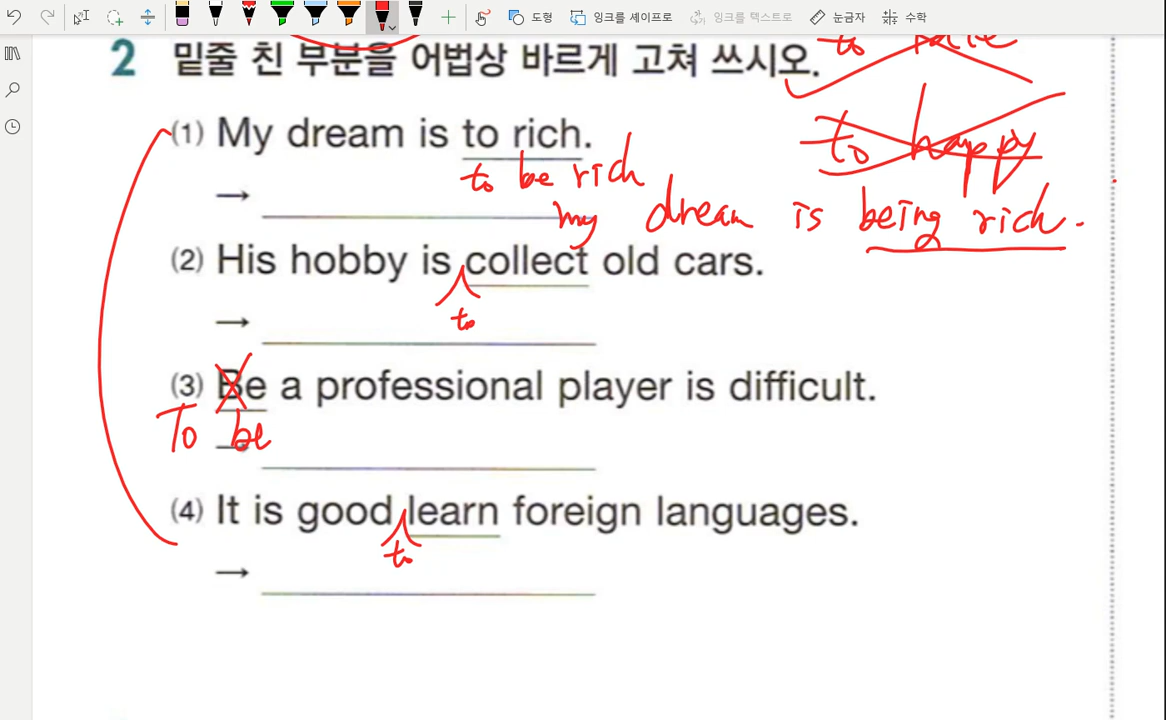 도형 잉크를 셰이프로 잉크를 텍스트로 눈금자 수학
2 밑줄 친 부분을 어법상 바르게 고쳐 쓰시오.
to
(1) My dream is to rich.
to happy
to be rich
→
my dream is being rich.
(2) His hobby is collect old cars.
to
→
(3) Be a professional player is difficult.
To be
→
(4) It is good learn foreign languages.
to
→